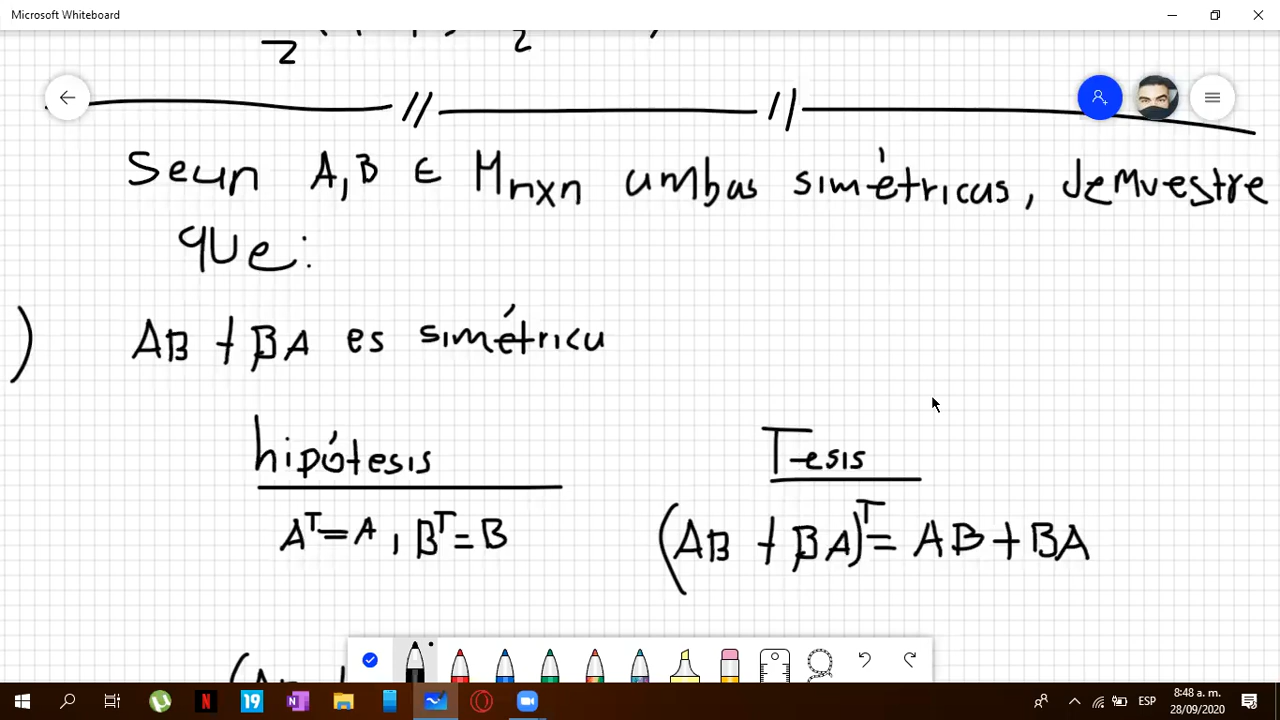 Microsoft Whiteboard
Sean A, B ∈ Mnxn ambas simétricas, demuestre
que:
) AB + BA es simétrica
hipótesis
Tesis
Aᵀ = A, Bᵀ = B
(AB + BA)ᵀ = AB + BA
19
ESP
8:48 a. m.
28/09/2020